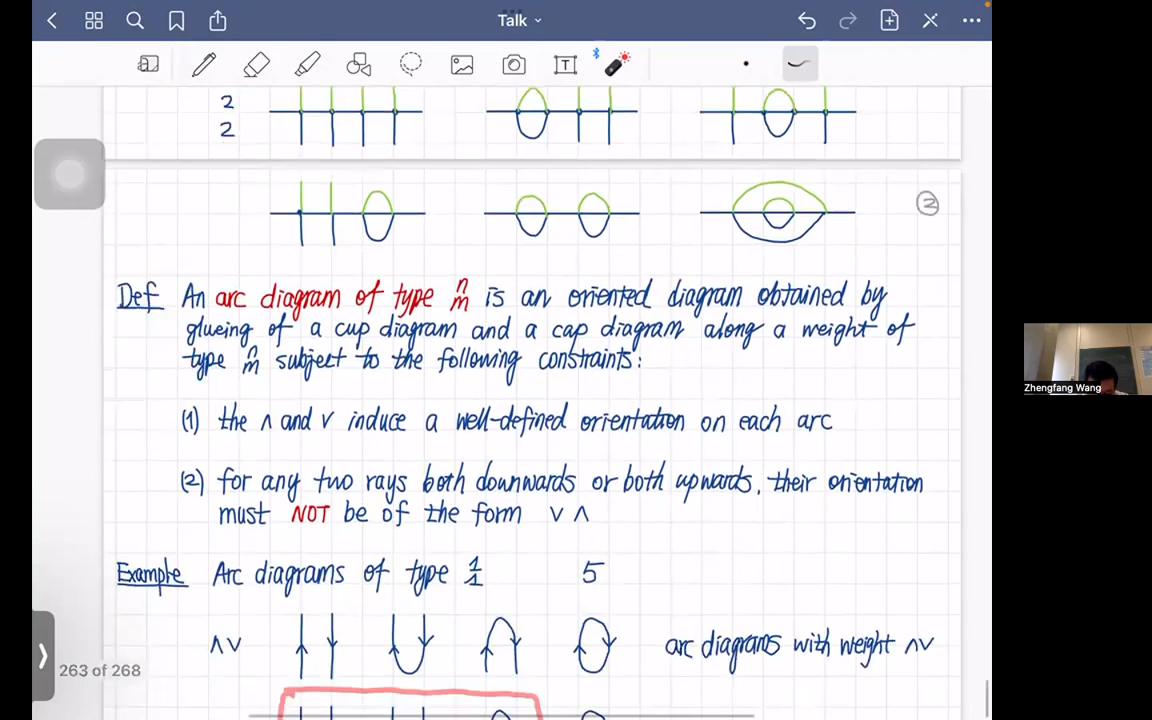 Talk
2
2
2
Def An arc diagram of type n m is an oriented diagram obtained by
glueing of a cup diagram and a cap diagram along a weight of
type n m subject to the following constraints:
(1) the ∧ and ∨ induce a well-defined orientation on each arc
(2) for any two rays both downwards or both upwards, their orientation
must NOT be of the form ∨ ∧
Example Arc diagrams of type 1 1 5
∧∨ arc diagrams with weight ∧∨
263 of 268
Zhengfang Wang